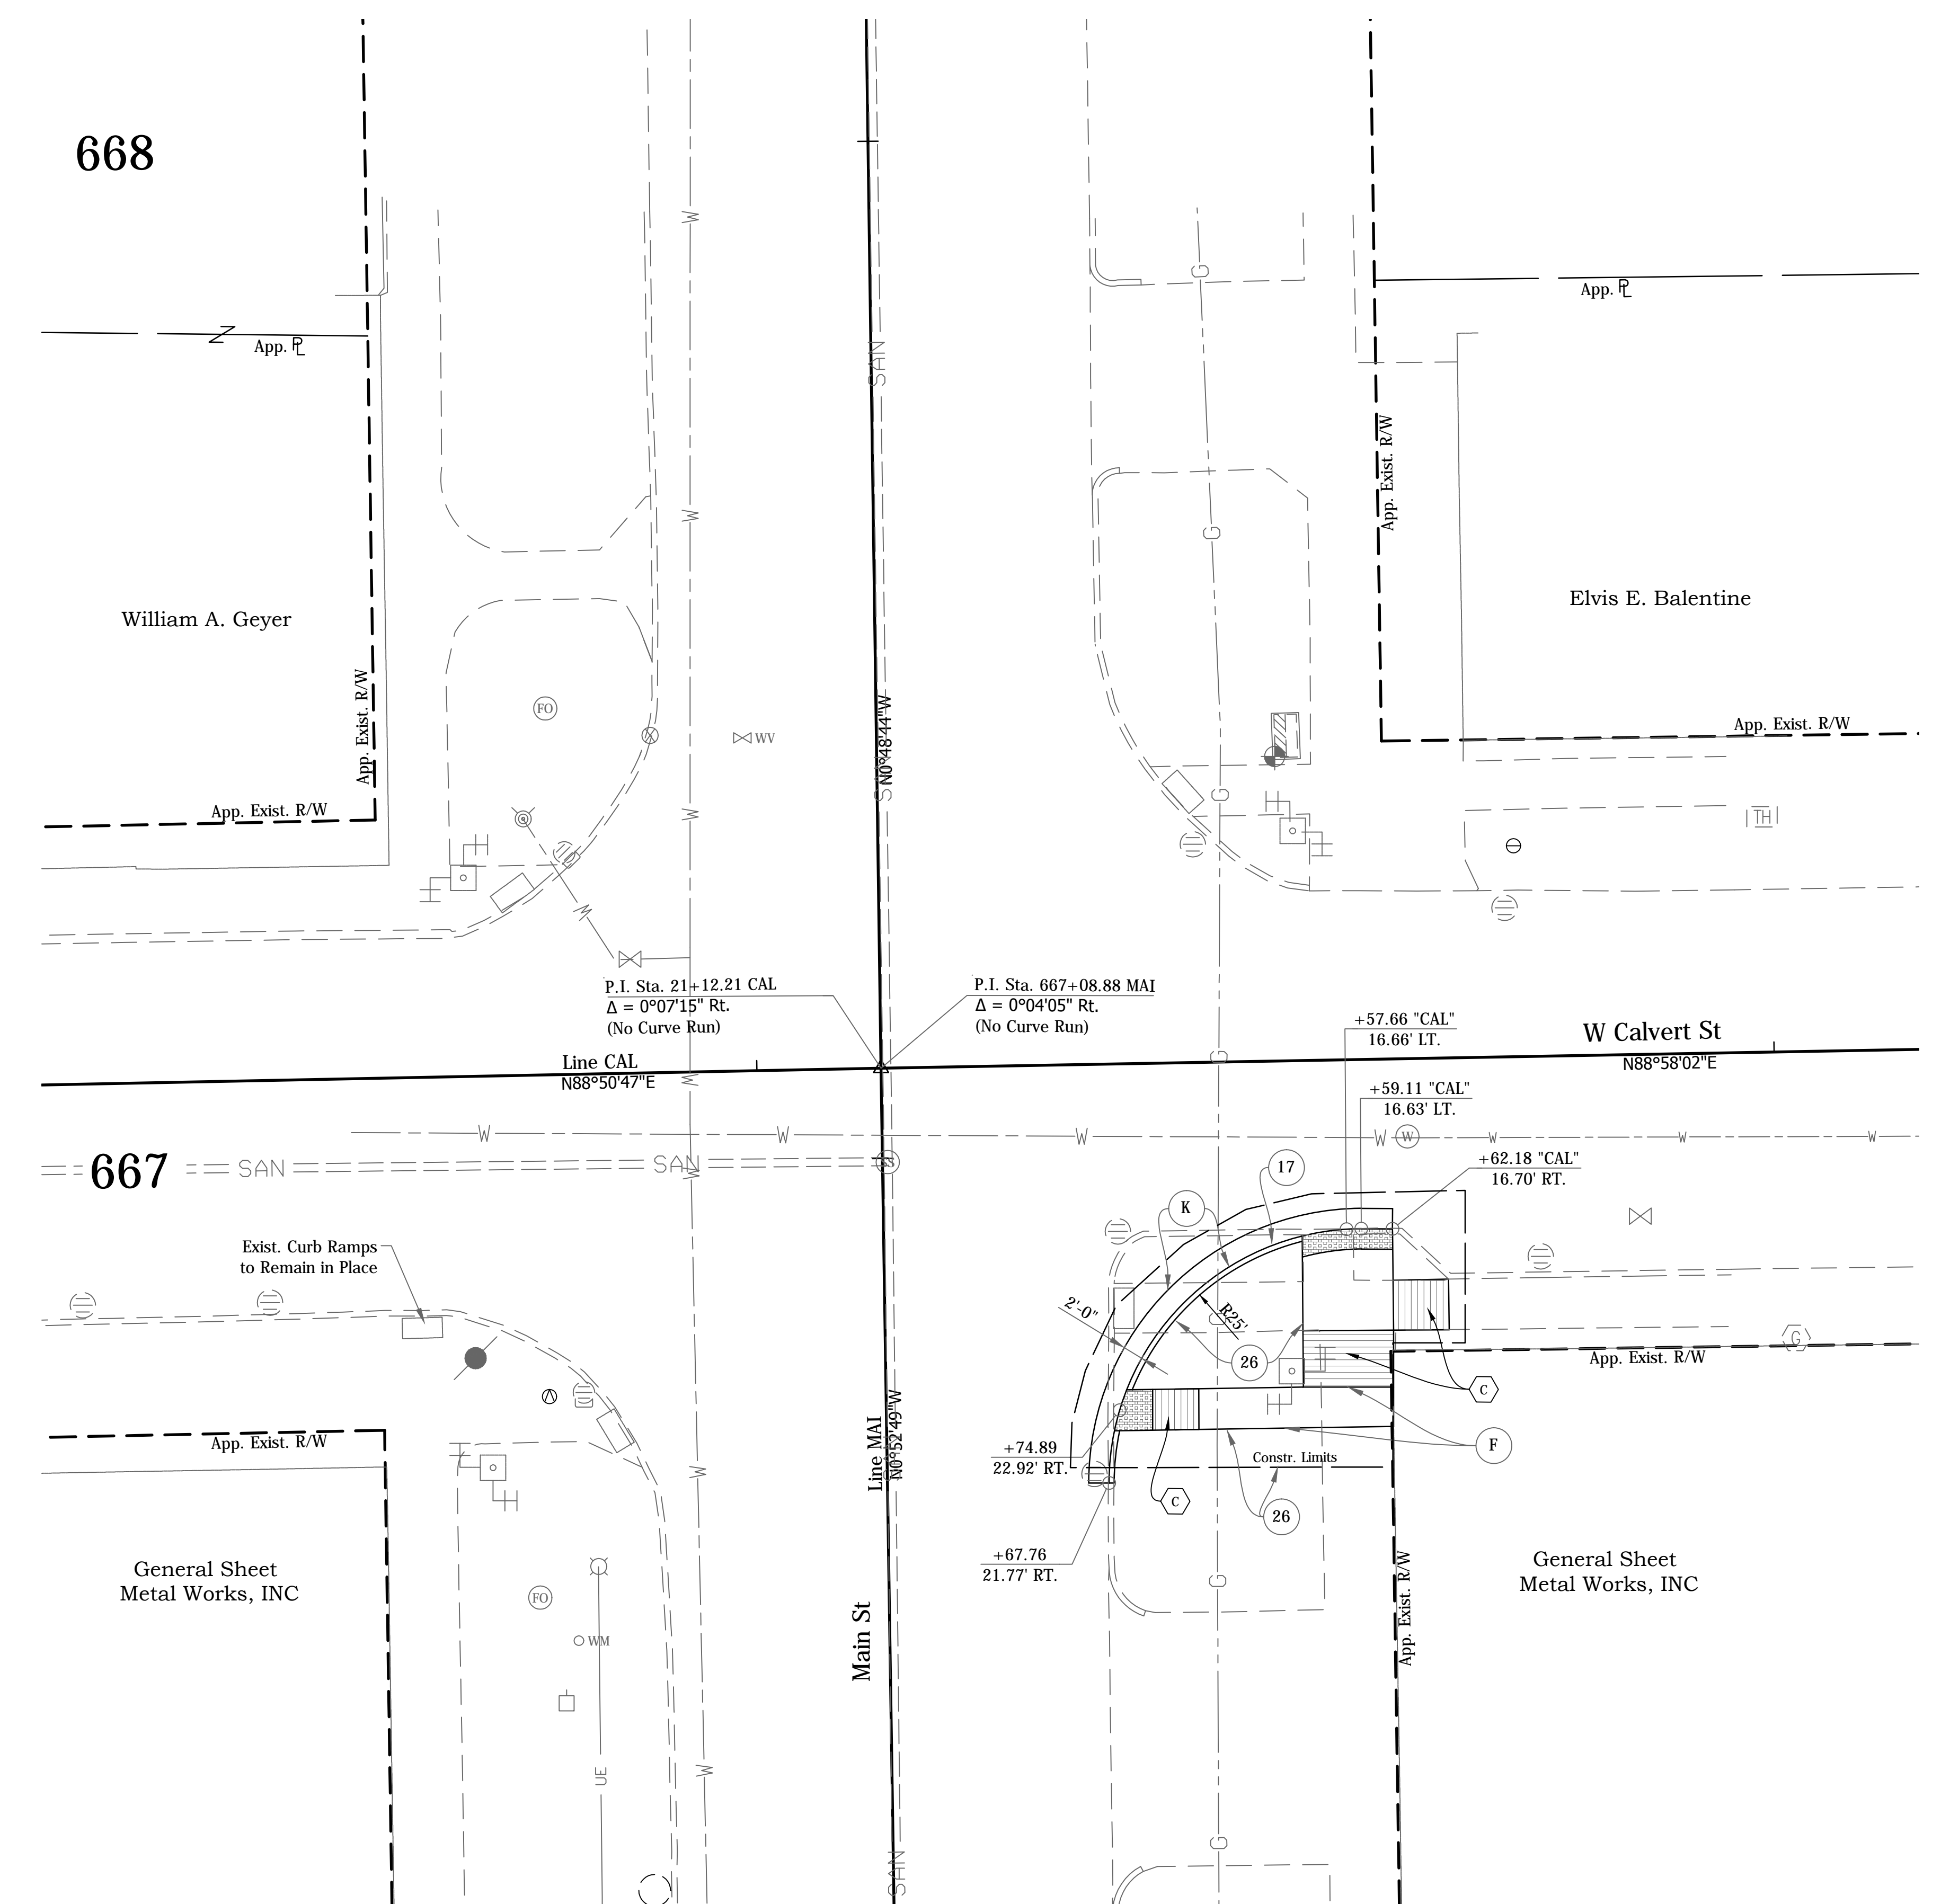 668
W
SAN
G
App. PL
App. PL
W
G
App. Exist. R/W
William A. Geyer
Elvis E. Balentine
App. Exist. R/W
FO
WV
N0°48'44"W
App. Exist. R/W
G
App. Exist. R/W
W
TH
W
P.I. Sta. 21+12.21 CAL
Δ = 0°07'15" Rt.
(No Curve Run)
P.I. Sta. 667+08.88 MAI
Δ = 0°04'05" Rt.
(No Curve Run)
+57.66 "CAL"
16.66' LT.
W Calvert St
N88°58'02"E
Line CAL
N88°50'47"E
W
G
+59.11 "CAL"
16.63' LT.
W
W
W
W
W
W
W
W
667
SAN
SAN
W
S
17
+62.18 "CAL"
16.70' RT.
K
Exist. Curb Ramps
to Remain in Place
2'-0"
R25'
G
26
G
App. Exist. R/W
C
F
App. Exist. R/W
Line MAI
N0°52'49"W
+74.89
22.92' RT.
Constr. Limits
W
C
26
+67.76
21.77' RT.
General Sheet
Metal Works, INC
General Sheet
Metal Works, INC
FO
WM
G
Main St
App. Exist. R/W
UE
W
G
SAN